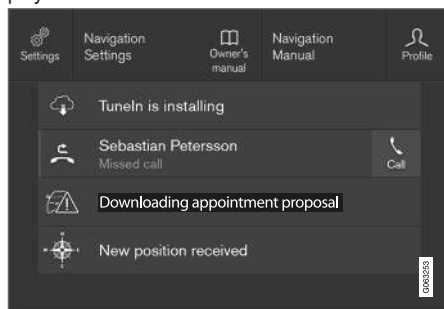 Settings
Navigation
Settings
Owner's
manual
Navigation
Manual
Profile
TuneIn is installing
Sebastian Petersson
Missed call
Call
Downloading appointment proposal
New position received
G063253